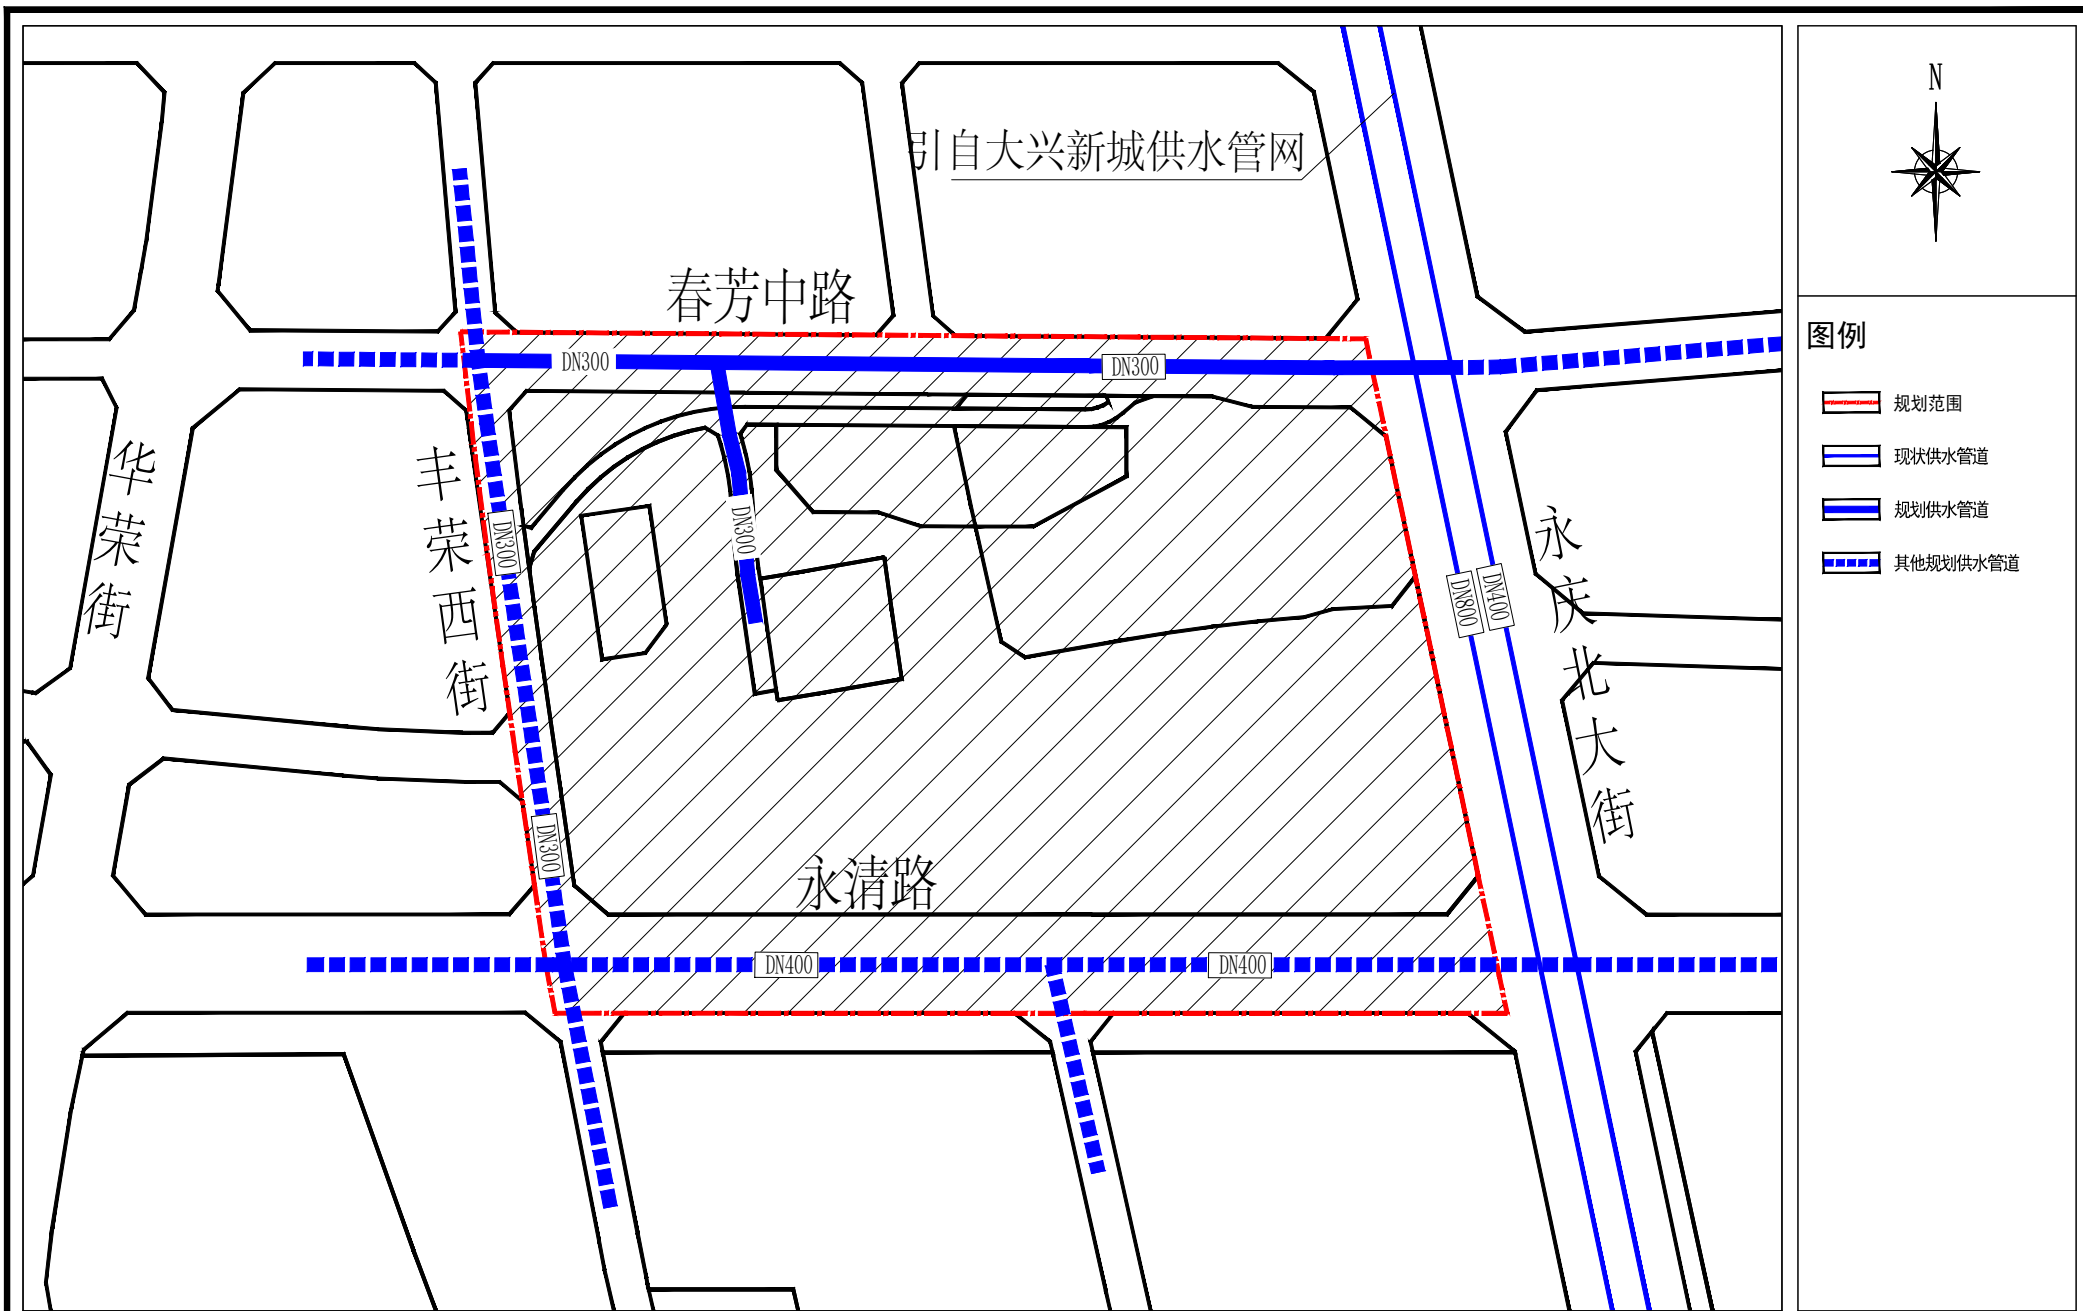 引自大兴新城供水管网
春芳中路
DN300
DN300
华荣街
丰荣西街
DN300
DN300
DN300
DN800
DN400
永庆北大街
永清路
DN400
DN400
N
图例
规划范围
现状供水管道
规划供水管道
其他规划供水管道